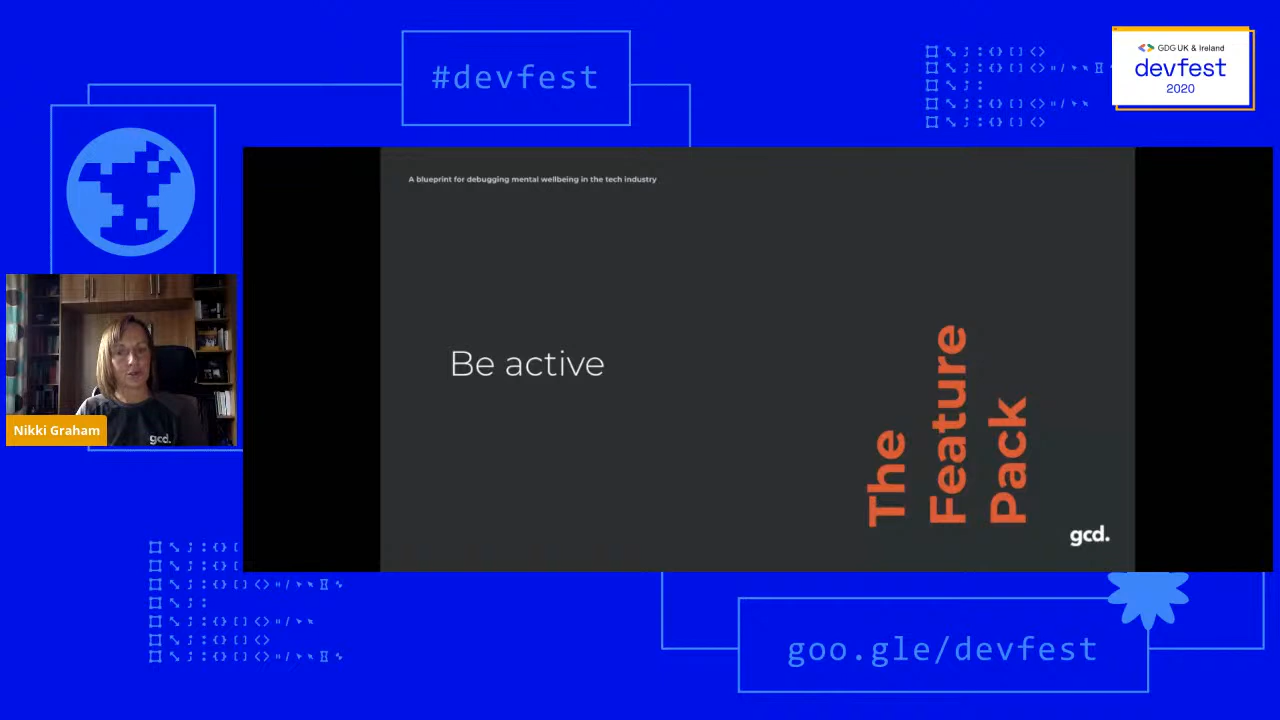 #devfest
GDG UK & Ireland
devfest
2020
A blueprint for debugging mental wellbeing in the tech industry
Be active
The
Feature
Pack
gcd.
gcd.
Nikki Graham
goo.gle/devfest